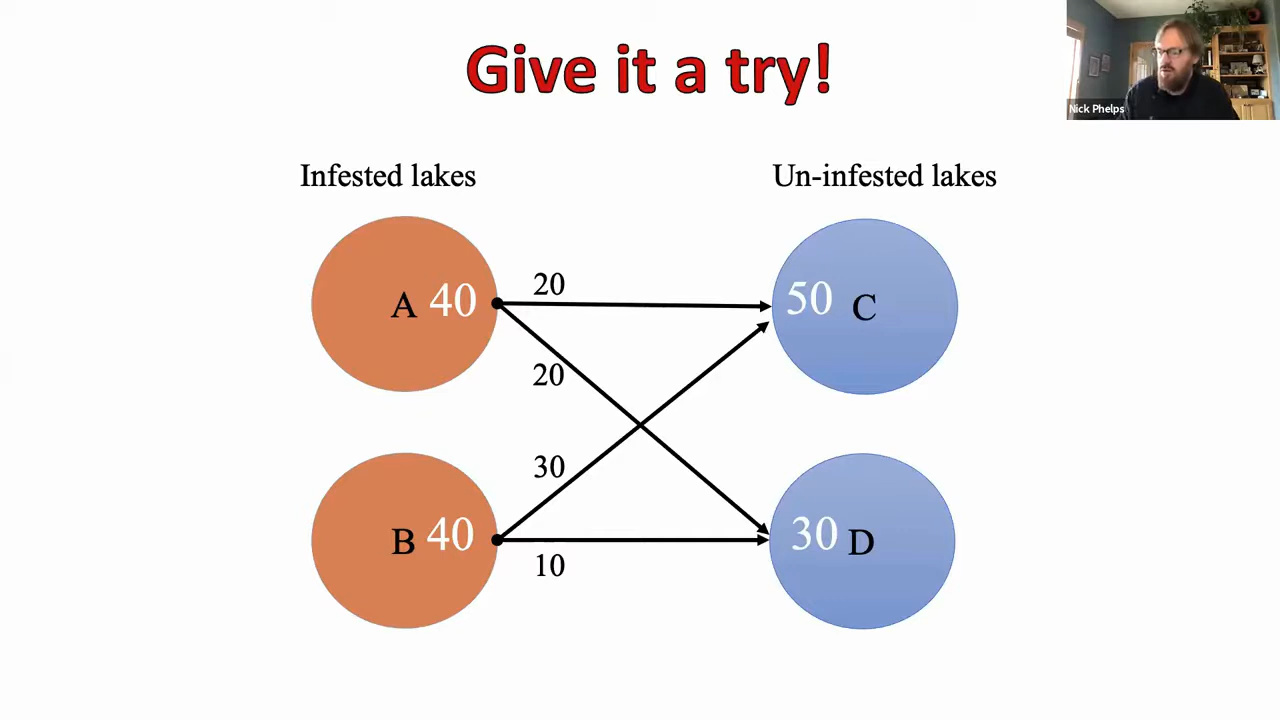 Give it a try!
Nick Phelps
Infested lakes
Un-infested lakes
20
A 40
50 C
20
30
B 40
30 D
10